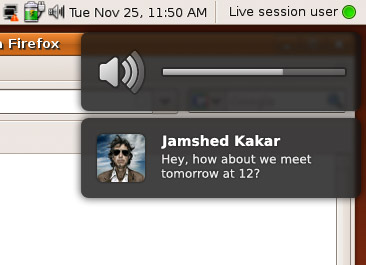 Tue Nov 25, 11:50 AM
Live session user
Firefox
Jamshed Kakar
Hey, how about we meet
tomorrow at 12?